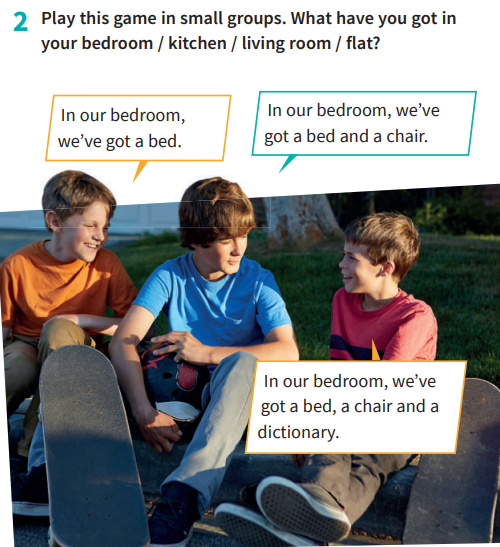 2 Play this game in small groups. What have you got in
your bedroom / kitchen / living room / flat?
In our bedroom,
we’ve got a bed.
In our bedroom, we’ve
got a bed and a chair.
In our bedroom, we’ve
got a bed, a chair and a
dictionary.